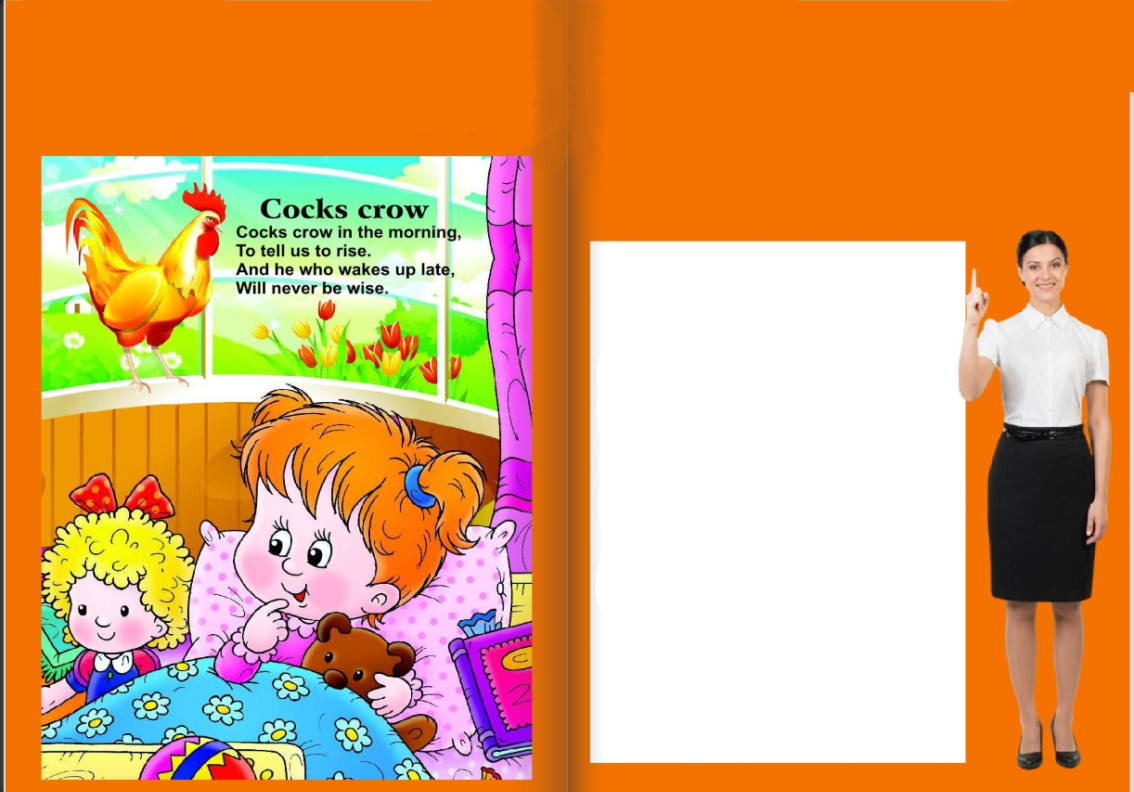 Cocks crow
Cocks crow in the morning,
To tell us to rise.
And he who wakes up late,
Will never be wise.